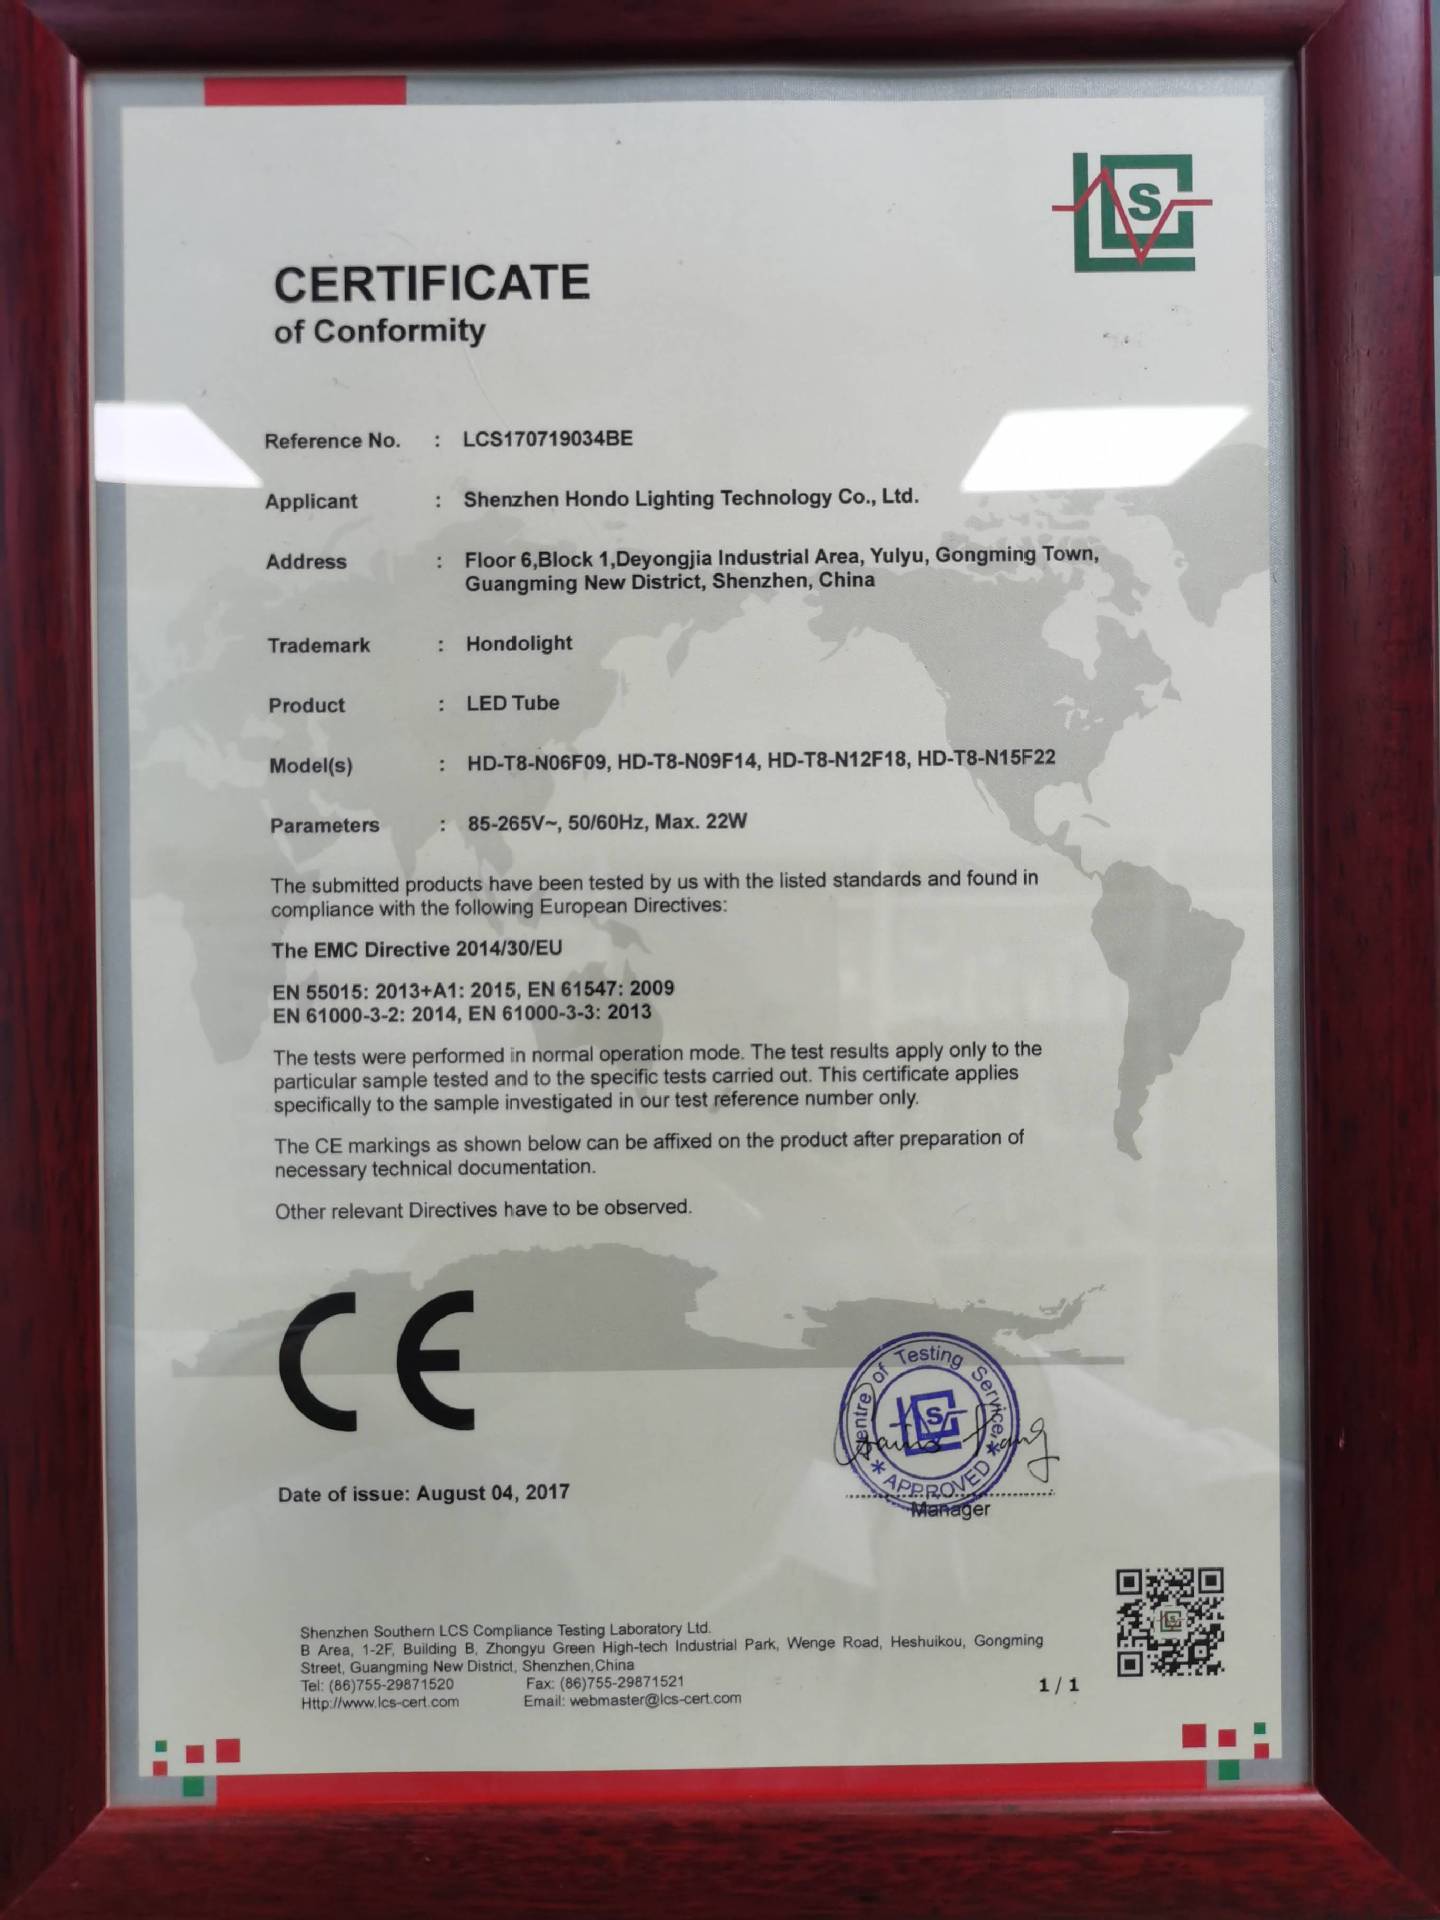 LCS
CERTIFICATE
of Conformity
Reference No. : LCS170719034BE
Applicant : Shenzhen Hondo Lighting Technology Co., Ltd.
Address : Floor 6,Block 1,Deyongjia Industrial Area, Yulyu, Gongming Town,
Guangming New District, Shenzhen, China
Trademark : Hondolight
Product : LED Tube
Model(s) : HD-T8-N06F09, HD-T8-N09F14, HD-T8-N12F18, HD-T8-N15F22
Parameters : 85-265V~, 50/60Hz, Max. 22W
The submitted products have been tested by us with the listed standards and found in
compliance with the following European Directives:
The EMC Directive 2014/30/EU
EN 55015: 2013+A1: 2015, EN 61547: 2009
EN 61000-3-2: 2014, EN 61000-3-3: 2013
The tests were performed in normal operation mode. The test results apply only to the
particular sample tested and to the specific tests carried out. This certificate applies
specifically to the sample investigated in our test reference number only.
The CE markings as shown below can be affixed on the product after preparation of
necessary technical documentation.
Other relevant Directives have to be observed.
CE
Centre of Testing Service
LCS
* APPROVED *
Date of issue: August 04, 2017
Manager
Shenzhen Southern LCS Compliance Testing Laboratory Ltd.
B Area, 1-2F, Building B, Zhongyu Green High-tech Industrial Park, Wenge Road, Heshuikou, Gongming
Street, Guangming New District, Shenzhen,China
Tel: (86)755-29871520 Fax: (86)755-29871521
Http://www.lcs-cert.com Email: webmaster@lcs-cert.com
1 / 1